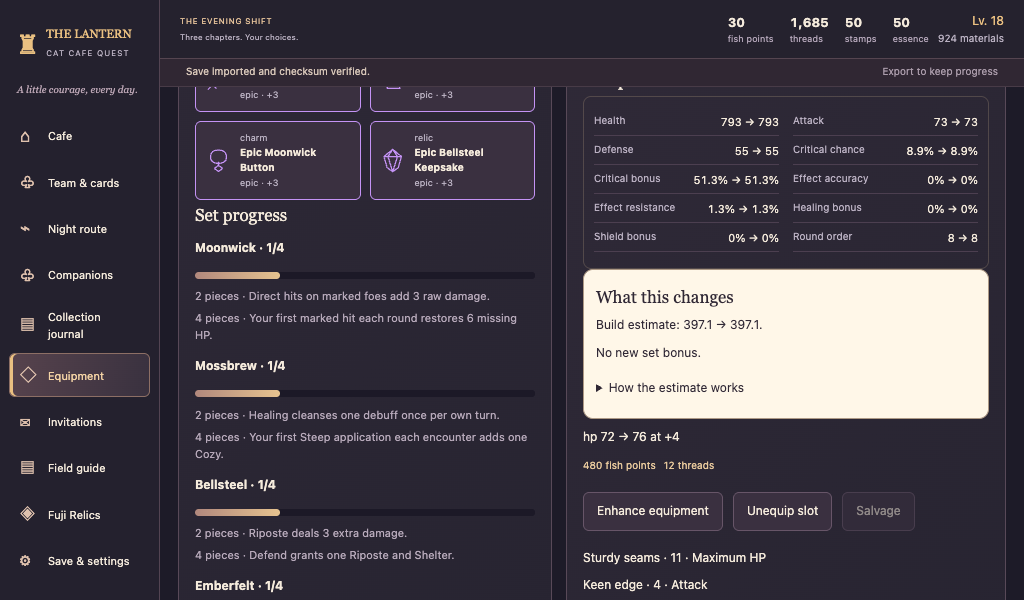 THE LANTERN
CAT CAFE QUEST
A little courage, every day.
Cafe
Team & cards
Night route
Companions
Collection
journal
Equipment
Invitations
Field guide
Fuji Relics
Save & settings
THE EVENING SHIFT
Three chapters. Your choices.
30
fish points
1,685
threads
50
stamps
50
essence
Lv. 18
924 materials
Save imported and checksum verified.
Export to keep progress
epic · +3
epic · +3
charm
Epic Moonwick
Button
epic · +3
relic
Epic Bellsteel
Keepsake
epic · +3
Set progress
Moonwick · 1/4
2 pieces · Direct hits on marked foes add 3 raw damage.
4 pieces · Your first marked hit each round restores 6 missing
HP.
Mossbrew · 1/4
2 pieces · Healing cleanses one debuff once per own turn.
4 pieces · Your first Steep application each encounter adds one
Cozy.
Bellsteel · 1/4
2 pieces · Riposte deals 3 extra damage.
4 pieces · Defend grants one Riposte and Shelter.
Emberfelt · 1/4
Health 793 → 793
Attack 73 → 73
Defense 55 → 55
Critical chance 8.9% → 8.9%
Critical bonus 51.3% → 51.3%
Effect accuracy 0% → 0%
Effect resistance 1.3% → 1.3%
Healing bonus 0% → 0%
Shield bonus 0% → 0%
Round order 8 → 8
What this changes
Build estimate: 397.1 → 397.1.
No new set bonus.
How the estimate works
hp 72 → 76 at +4
480 fish points 12 threads
Enhance equipment
Unequip slot
Salvage
Sturdy seams · 11 · Maximum HP
Keen edge · 4 · Attack